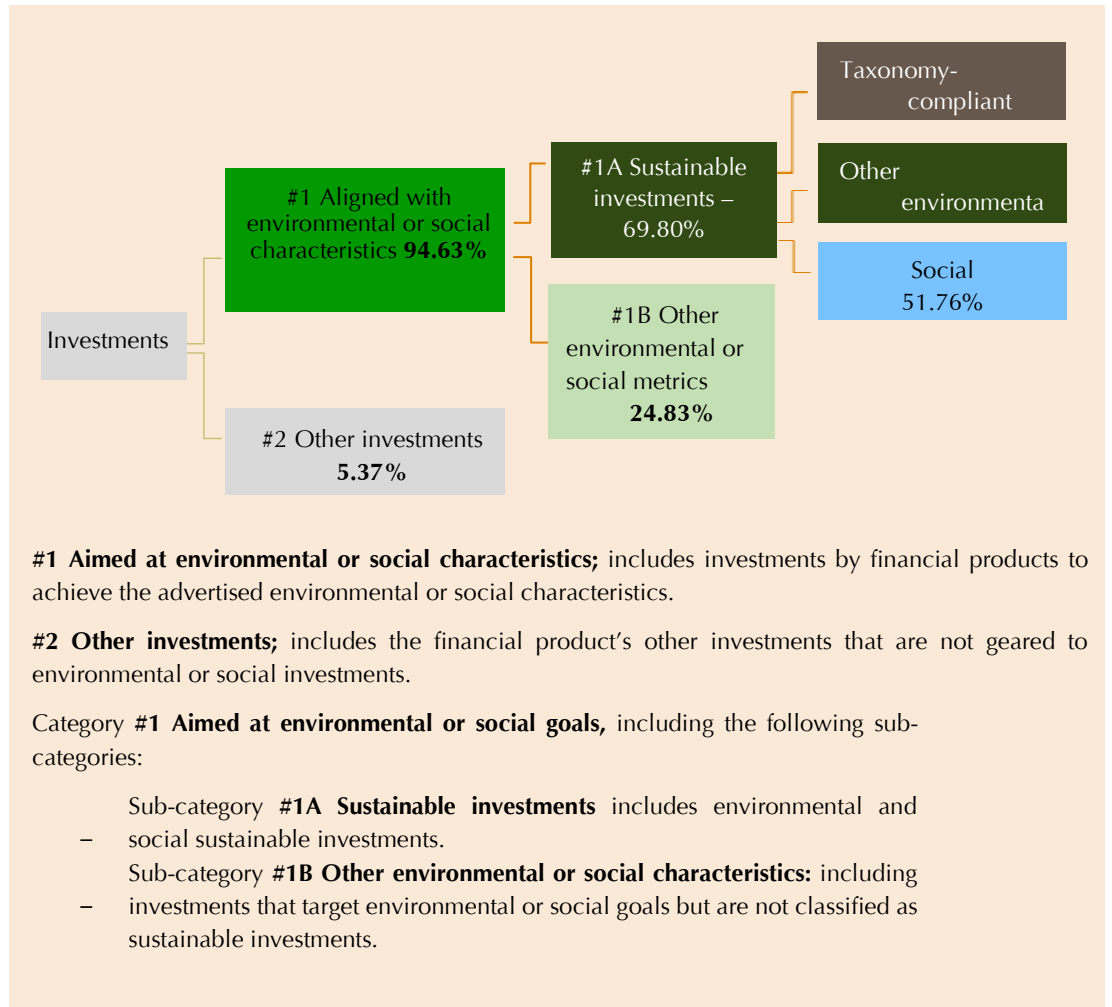 Taxonomy-
compliant
#1A Sustainable
investments –
69.80%
Other
environmenta
#1 Aligned with
environmental or social
characteristics 94.63%
Social
51.76%
Investments
#1B Other
environmental or
social metrics
24.83%
#2 Other investments
5.37%
#1 Aimed at environmental or social characteristics; includes investments by financial products to
achieve the advertised environmental or social characteristics.
#2 Other investments; includes the financial product's other investments that are not geared to
environmental or social investments.
Category #1 Aimed at environmental or social goals, including the following sub-
categories:
Sub-category #1A Sustainable investments includes environmental and
– social sustainable investments.
Sub-category #1B Other environmental or social characteristics: including
– investments that target environmental or social goals but are not classified as
sustainable investments.